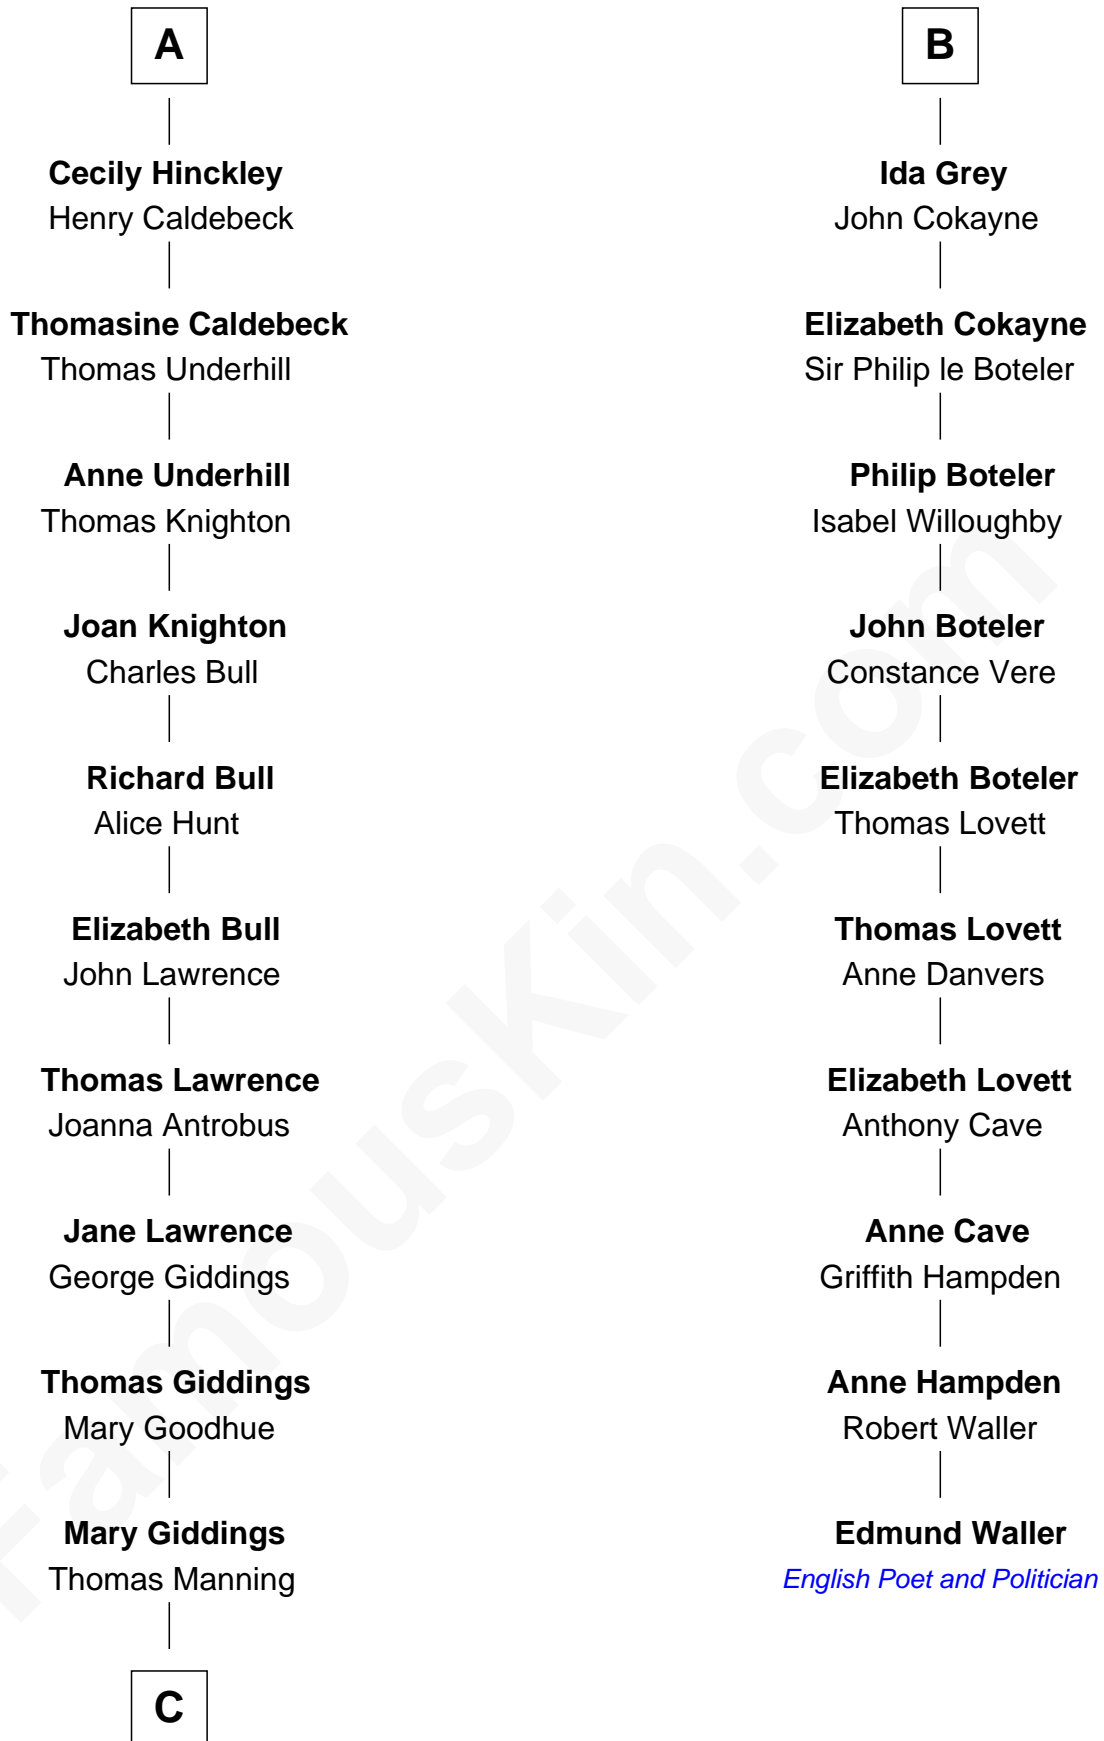 A
Cecily Hinckley
Henry Caldebeck
Thomasine Caldebeck
Thomas Underhill
Anne Underhill
Thomas Knighton
Joan Knighton
Charles Bull
Richard Bull
Alice Hunt
Elizabeth Bull
John Lawrence
Thomas Lawrence
Joanna Antrobus
Jane Lawrence
George Giddings
Thomas Giddings
Mary Goodhue
Mary Giddings
Thomas Manning
C
B
Ida Grey
John Cokayne
Elizabeth Cokayne
Sir Philip le Boteler
Philip Boteler
Isabel Willoughby
John Boteler
Constance Vere
Elizabeth Boteler
Thomas Lovett
Thomas Lovett
Anne Danvers
Elizabeth Lovett
Anthony Cave
Anne Cave
Griffith Hampden
Anne Hampden
Robert Waller
Edmund Waller
English Poet and Politician
FamousKin.com